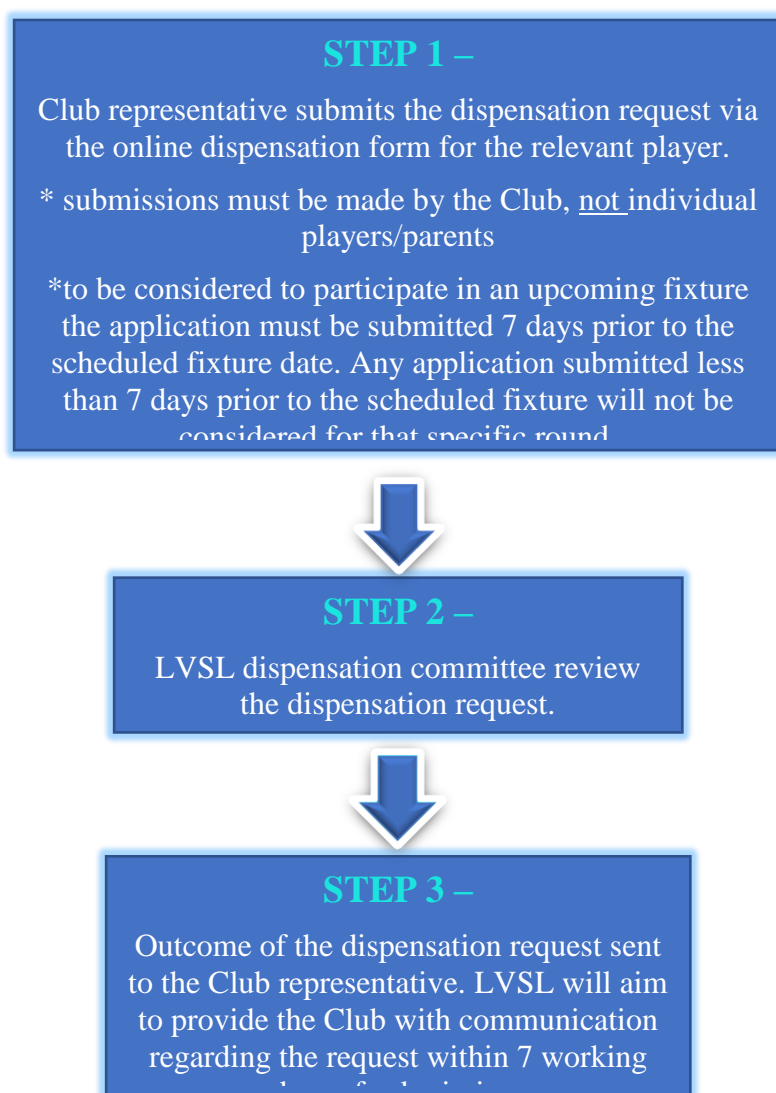 STEP 1 –
Club representative submits the dispensation request via
the online dispensation form for the relevant player.
* submissions must be made by the Club, not individual
players/parents
*to be considered to participate in an upcoming fixture
the application must be submitted 7 days prior to the
scheduled fixture date. Any application submitted less
than 7 days prior to the scheduled fixture will not be
considered for that specific round
STEP 2 –
LVSL dispensation committee review
the dispensation request.
STEP 3 –
Outcome of the dispensation request sent
to the Club representative. LVSL will aim
to provide the Club with communication
regarding the request within 7 working